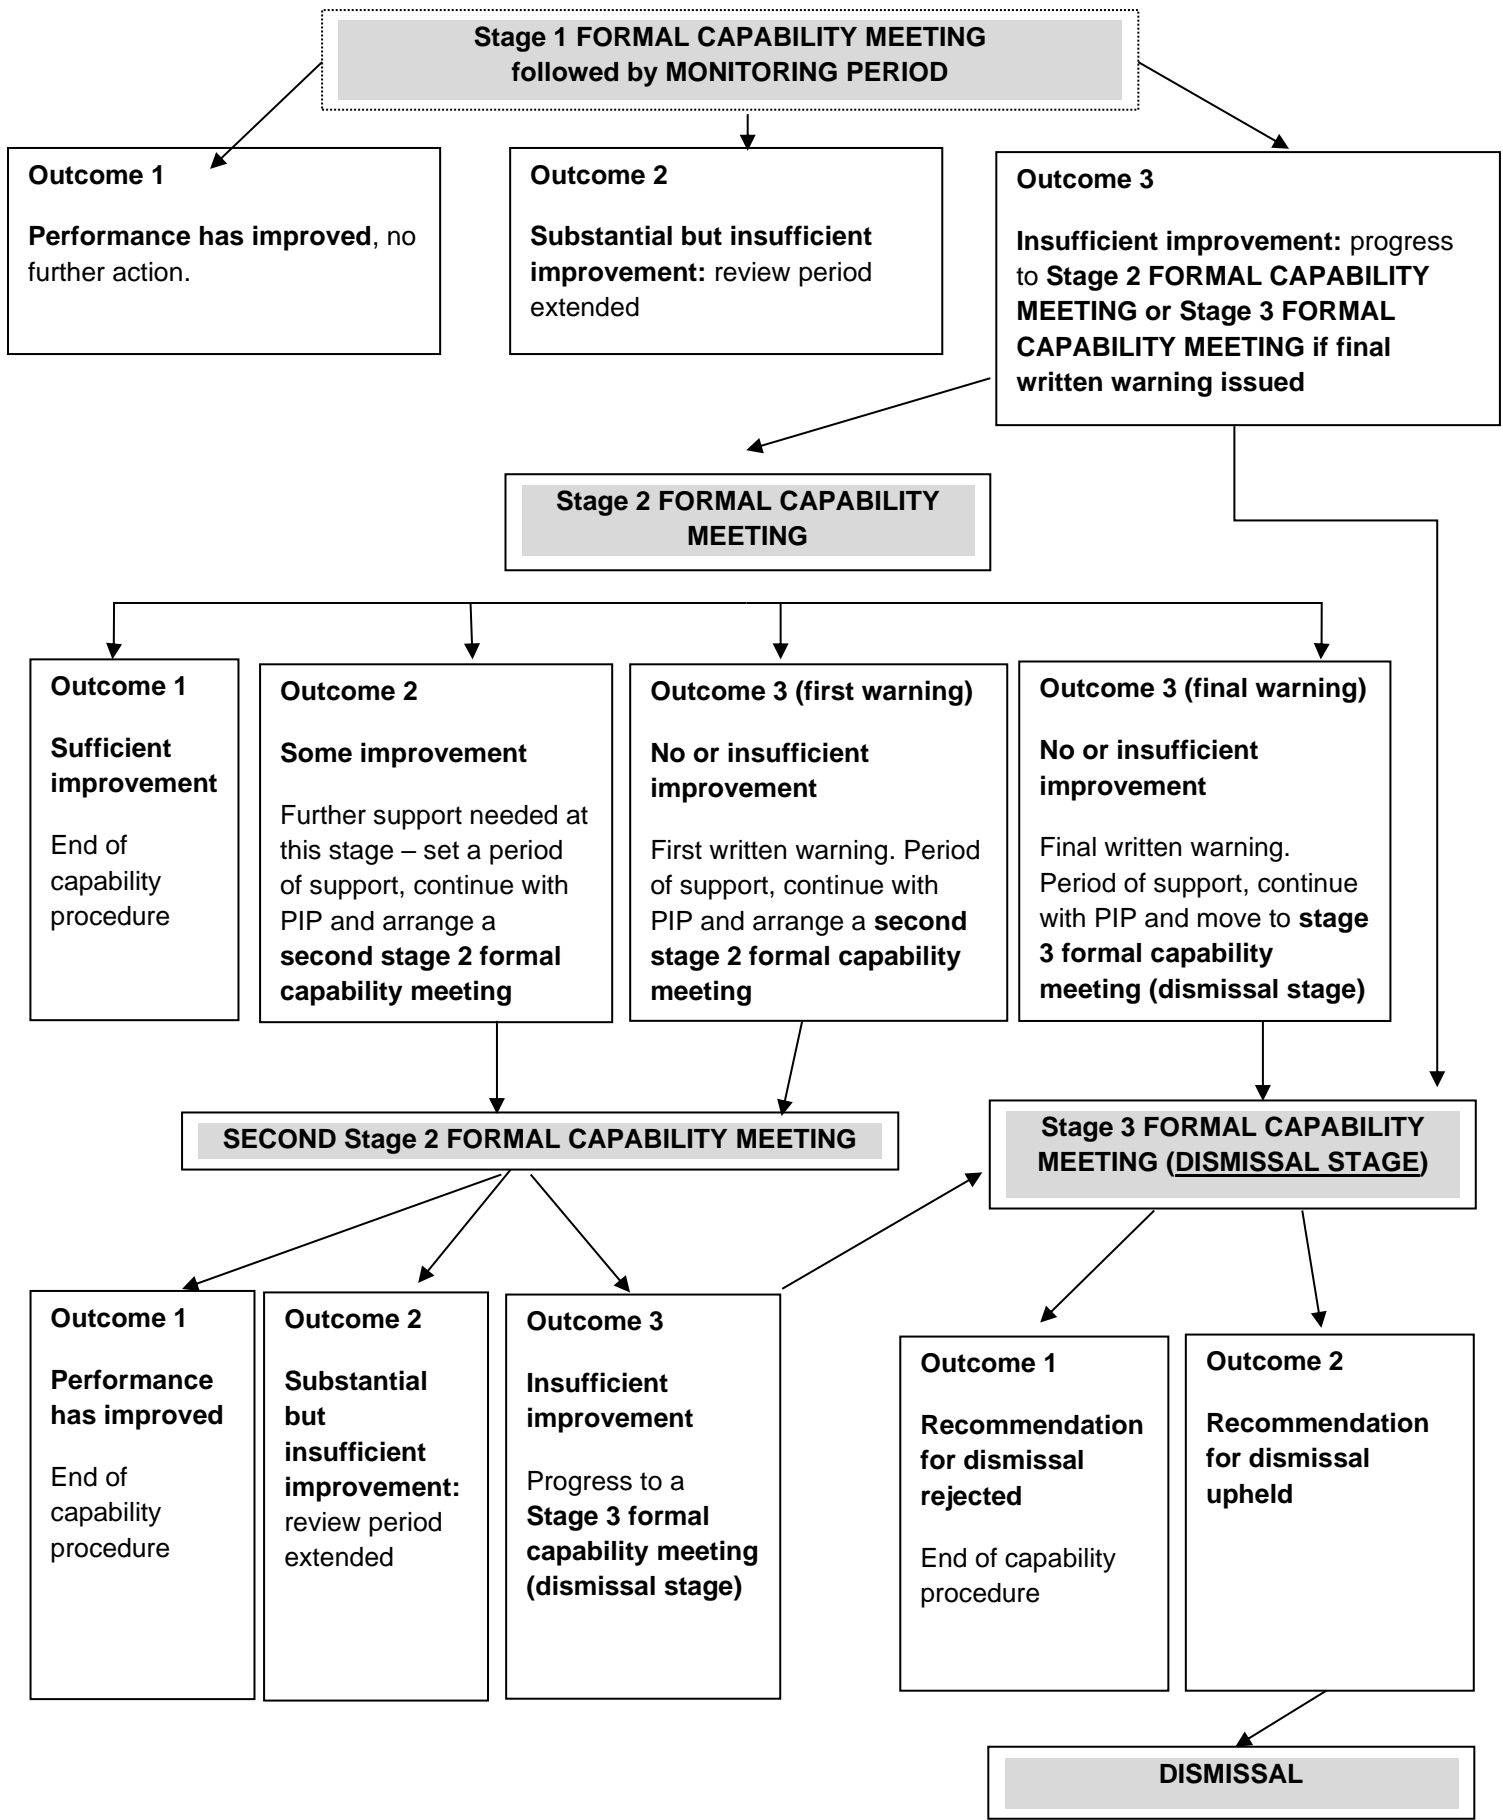 Stage 1 FORMAL CAPABILITY MEETING
followed by MONITORING PERIOD
Outcome 1
Performance has improved, no
further action.
Outcome 2
Substantial but insufficient
improvement: review period
extended
Outcome 3
Insufficient improvement: progress
to Stage 2 FORMAL CAPABILITY
MEETING or Stage 3 FORMAL
CAPABILITY MEETING if final
written warning issued
Stage 2 FORMAL CAPABILITY
MEETING
Outcome 1
Sufficient
improvement
End of
capability
procedure
Outcome 2
Some improvement
Further support needed at
this stage – set a period
of support, continue with
PIP and arrange a
second stage 2 formal
capability meeting
Outcome 3 (first warning)
No or insufficient
improvement
First written warning. Period
of support, continue with
PIP and arrange a second
stage 2 formal capability
meeting
Outcome 3 (final warning)
No or insufficient
improvement
Final written warning.
Period of support, continue
with PIP and move to stage
3 formal capability
meeting (dismissal stage)
SECOND Stage 2 FORMAL CAPABILITY MEETING
Stage 3 FORMAL CAPABILITY
MEETING (DISMISSAL STAGE)
Outcome 1
Performance
has improved
End of
capability
procedure
Outcome 2
Substantial
but
insufficient
improvement:
review period
extended
Outcome 3
Insufficient
improvement
Progress to a
Stage 3 formal
capability meeting
(dismissal stage)
Outcome 1
Recommendation
for dismissal
rejected
End of capability
procedure
Outcome 2
Recommendation
for dismissal
upheld
DISMISSAL